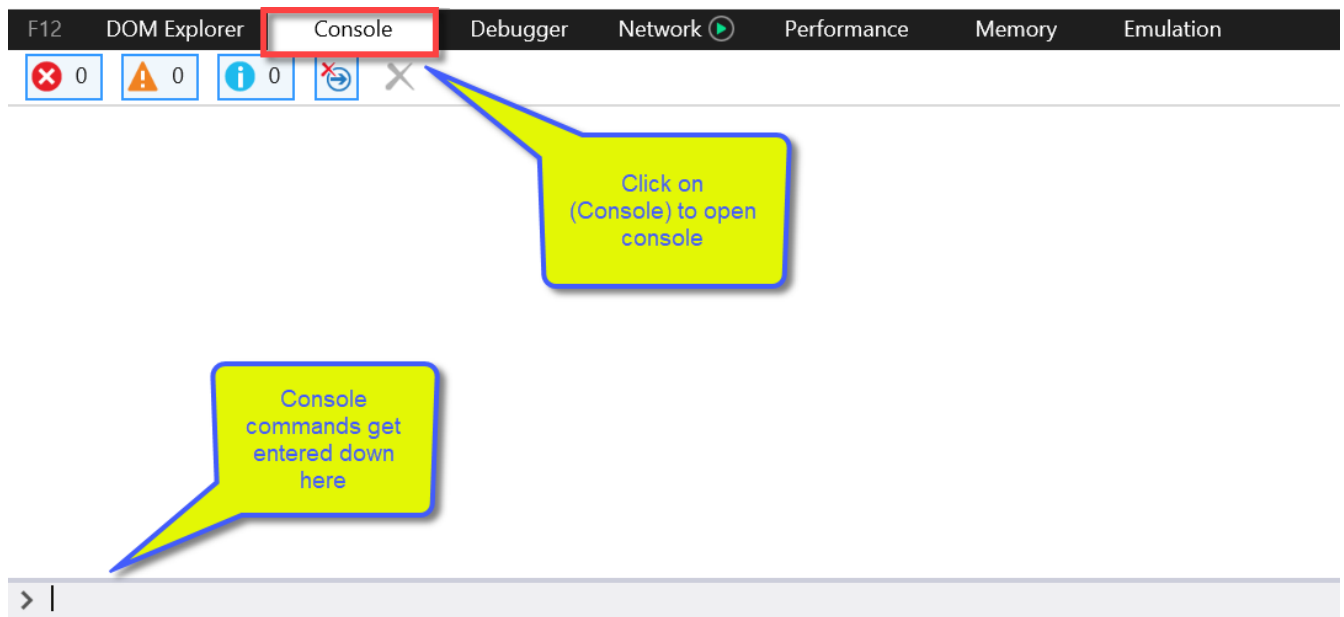 F12 DOM Explorer Console Debugger Network Performance Memory Emulation
0 0 0
Click on
(Console) to open
console
Console
commands get
entered down
here
>